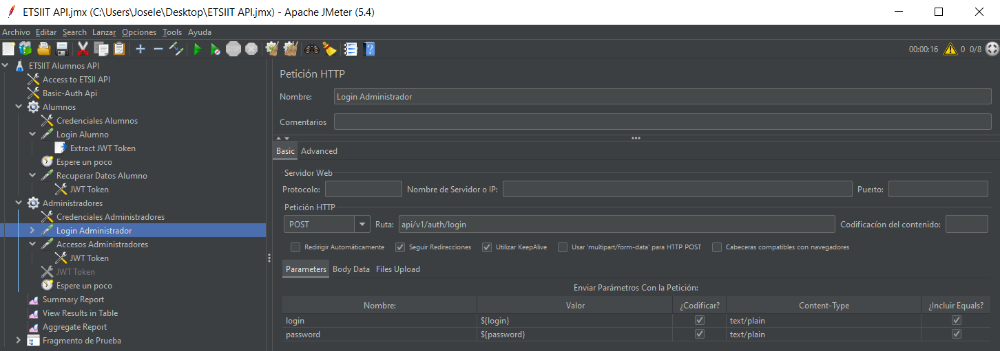 ETSIIT API.jmx (C:\Users\Josele\Desktop\ETSIIT API.jmx) - Apache JMeter (5.4)
Archivo Editar Search Lanzar Opciones Tools Ayuda
STOP 00:00:16 0 0/8
ETSIIT Alumnos API
Access to ETSII API
Basic-Auth Api
Alumnos
Credenciales Alumnos
Login Alumno
Extract JWT Token
Espere un poco
Recuperar Datos Alumno
JWT Token
Administradores
Credenciales Administradores
Login Administrador
Accesos Administradores
JWT Token
JWT Token
Espere un poco
Summary Report
View Results in Table
Aggregate Report
Fragmento de Prueba
Petición HTTP
Nombre: Login Administrador
Comentarios
Basic Advanced
Servidor Web
Protocolo: Nombre de Servidor o IP: Puerto:
Petición HTTP
POST Ruta: api/v1/auth/login Codificacíon del contenido:
Redirigir Automáticamente Seguir Redirecciones Utilizar KeepAlive Usar 'multipart/form-data' para HTTP POST Cabeceras compatibles con navegadores
Parameters Body Data Files Upload
Enviar Parámetros Con la Petición:
Nombre: Valor ¿Codificar? Content-Type ¿Incluir Equals?
login ${login} text/plain
password ${password} text/plain